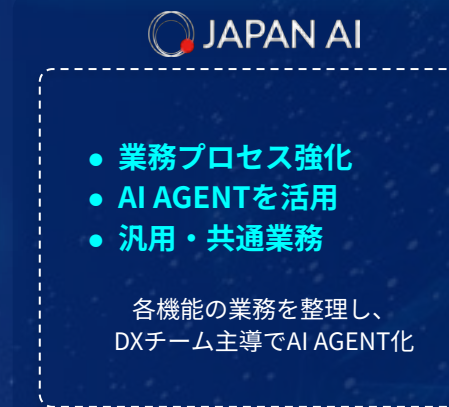 JAPAN AI
● 業務プロセス強化
● AI AGENTを活用
● 汎用・共通業務
各機能の業務を整理し、
DXチーム主導でAI AGENT化